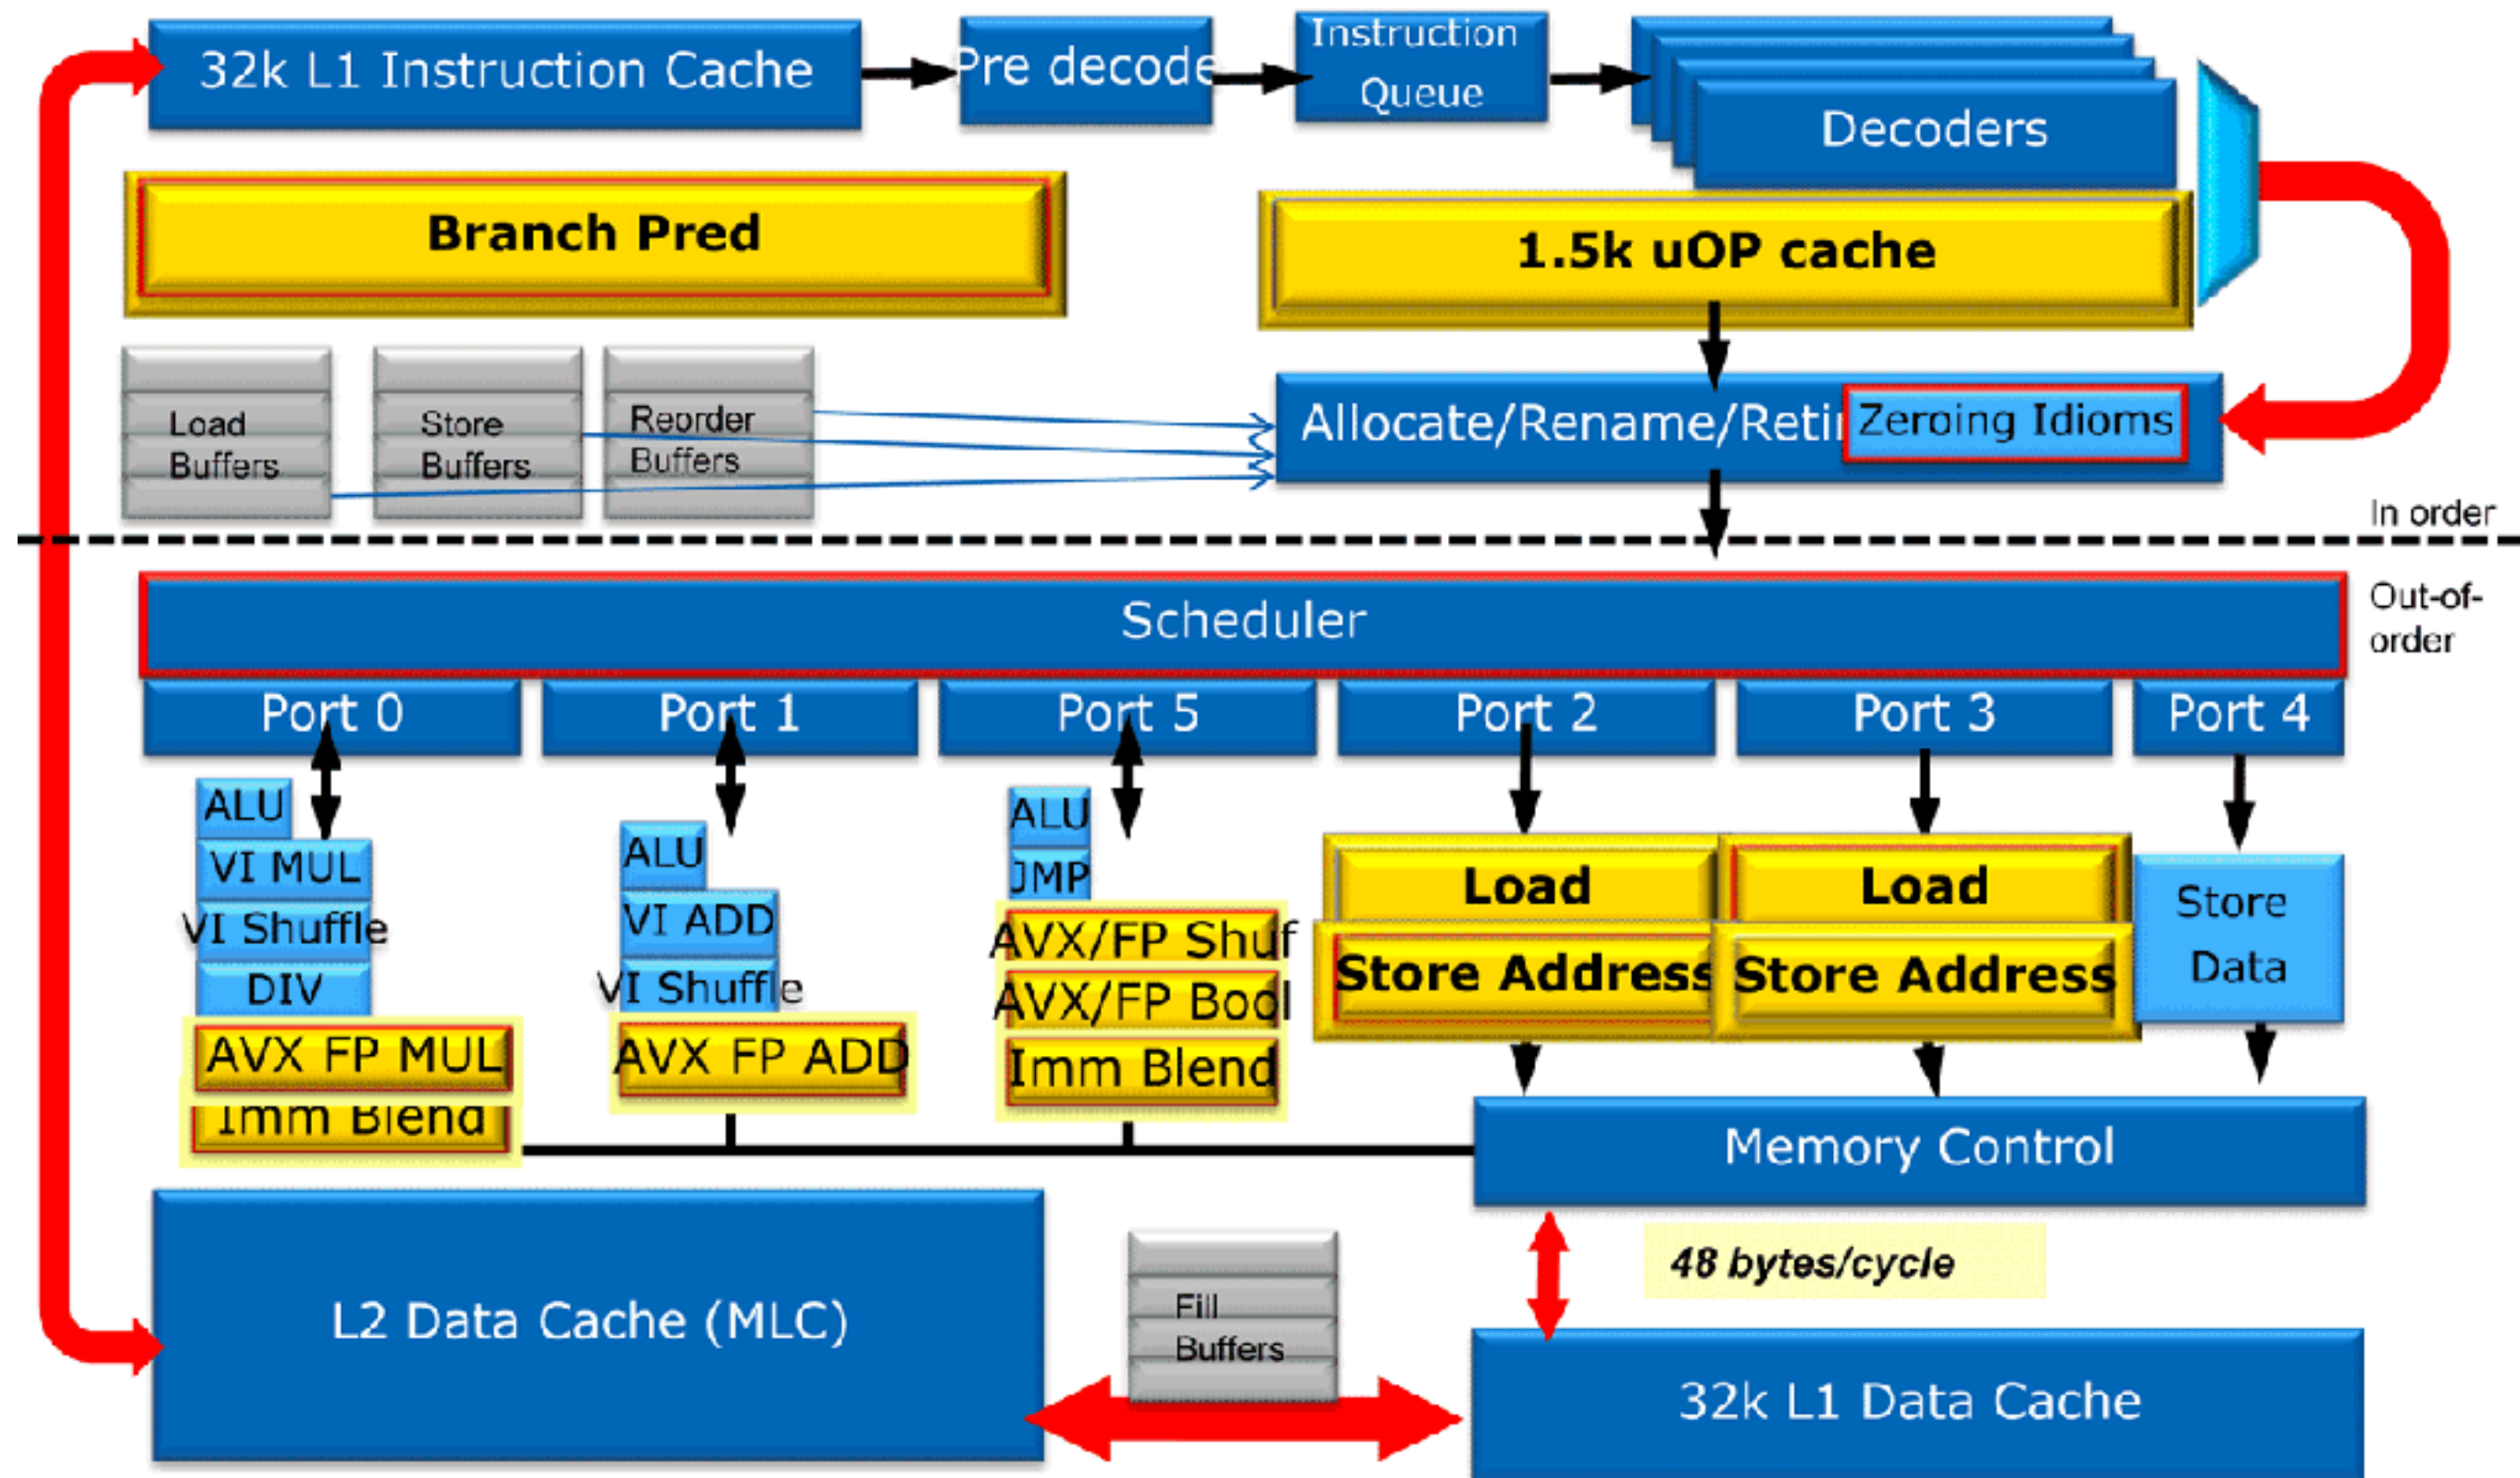 32k L1 Instruction Cache
Pre decode
Instruction
Queue
Decoders
Branch Pred
1.5k uOP cache
Load
Buffers
Store
Buffers
Reorder
Buffers
Allocate/Rename/Reti
Zeroing Idioms
In order
Out-of-
order
Scheduler
Port 0
Port 1
Port 5
Port 2
Port 3
Port 4
ALU
VI MUL
VI Shuffle
DIV
AVX FP MUL
Imm Blend
ALU
VI ADD
VI Shuffle
AVX FP ADD
ALU
JMP
AVX/FP Shuf
AVX/FP Bool
Imm Blend
Load
Store Address
Load
Store Address
Store
Data
Memory Control
48 bytes/cycle
L2 Data Cache (MLC)
Fill
Buffers
32k L1 Data Cache